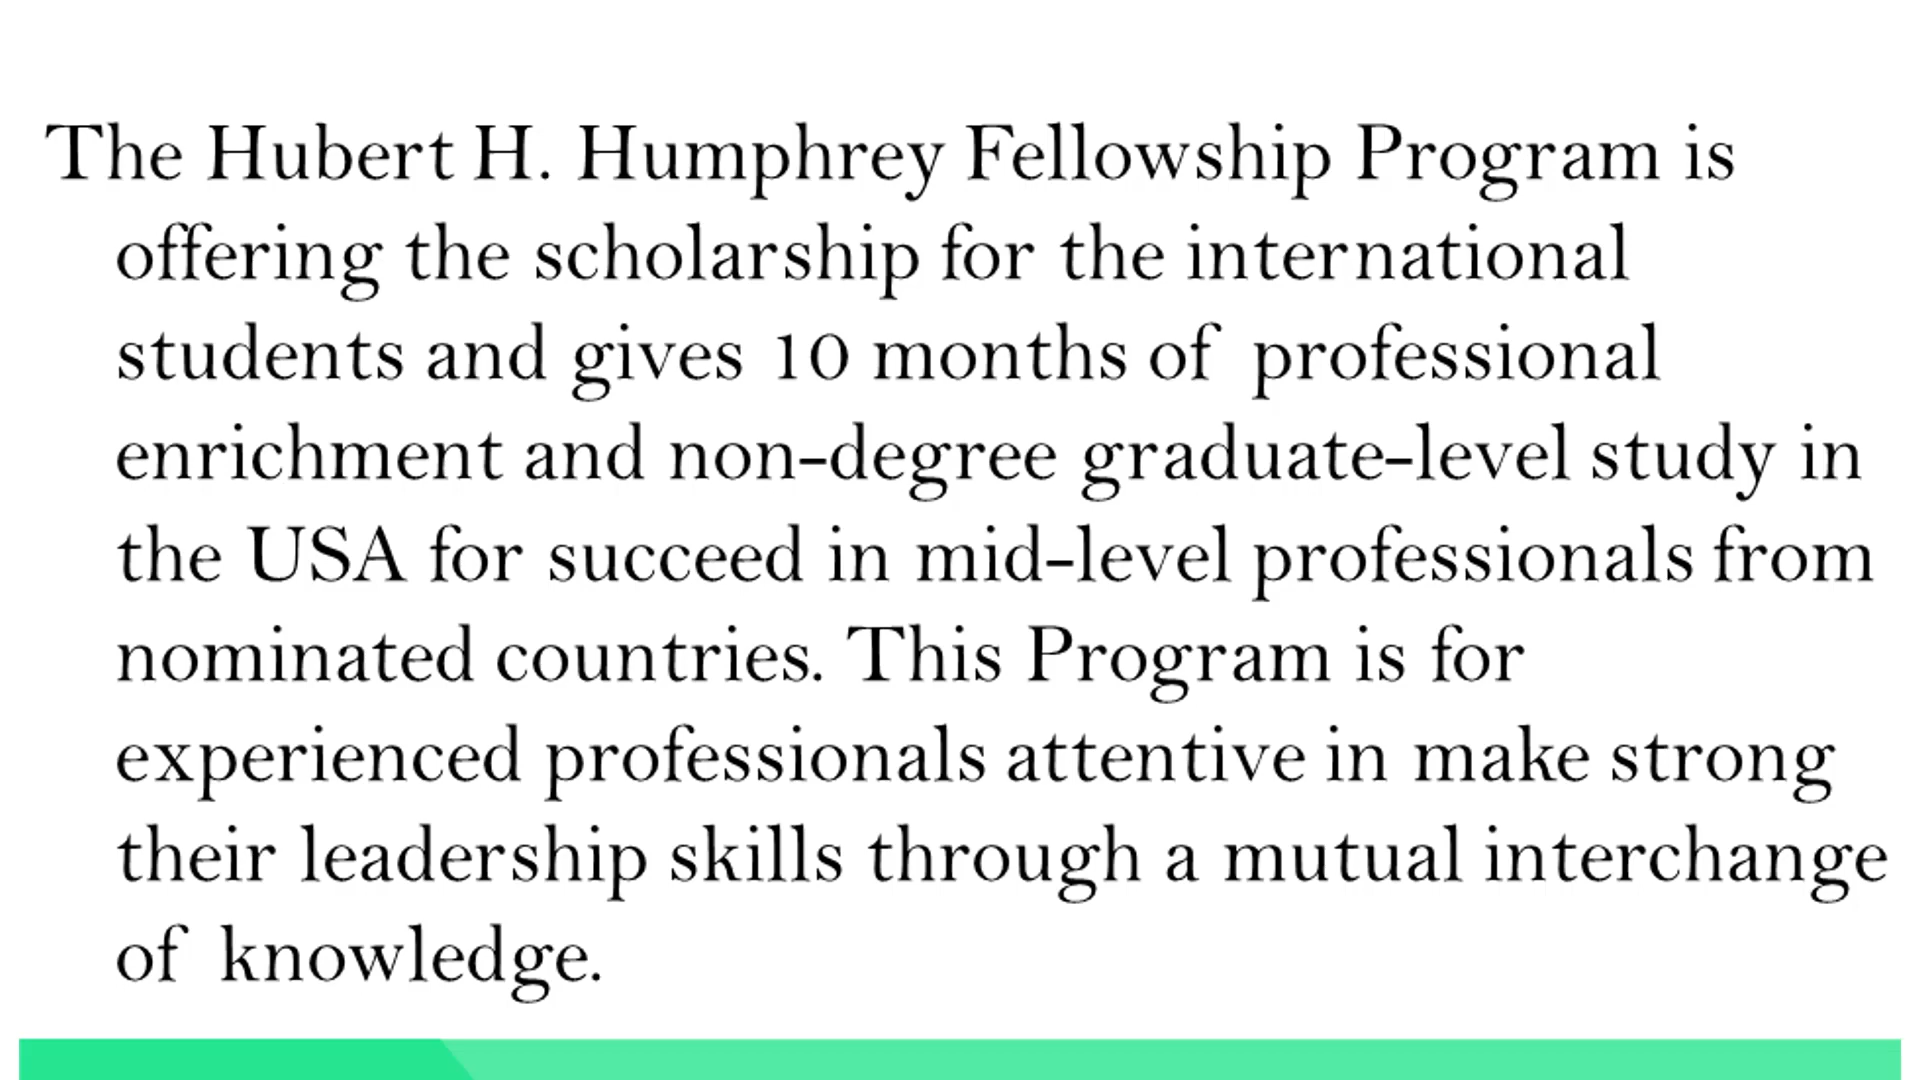 The Hubert H. Humphrey Fellowship Program is
offering the scholarship for the international
students and gives 10 months of professional
enrichment and non-degree graduate-level study in
the USA for succeed in mid-level professionals from
nominated countries. This Program is for
experienced professionals attentive in make strong
their leadership skills through a mutual interchange
of knowledge.